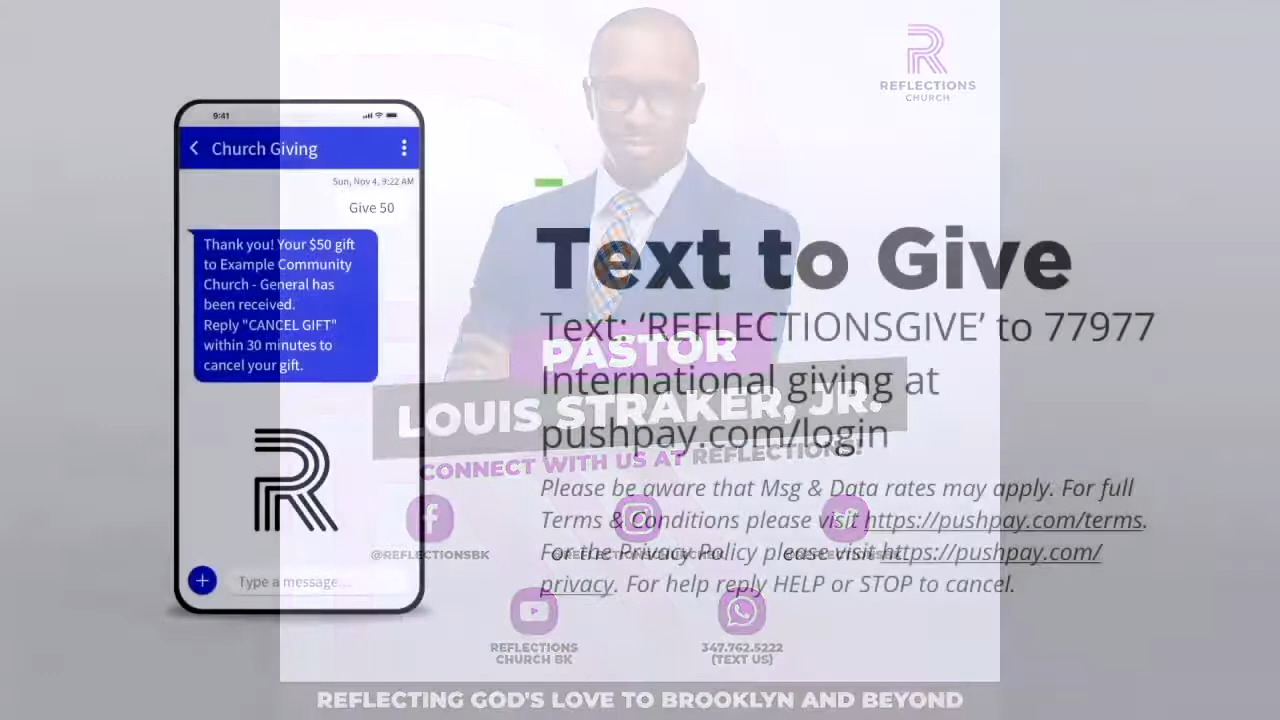 REFLECTIONS
CHURCH
9:41
Church Giving
Sun, Nov 4, 9:22 AM
Give 50
Thank you! Your $50 gift
to Example Community
Church - General has
been received.
Reply "CANCEL GIFT"
within 30 minutes to
cancel your gift.
R
Type a message...
Text to Give
Text: ‘REFLECTIONSGIVE’ to 77977
International giving at
pushpay.com/login
Please be aware that Msg & Data rates may apply. For full
Terms & Conditions please visit https://pushpay.com/terms.
For the Privacy Policy please visit https://pushpay.com/
privacy. For help reply HELP or STOP to cancel.
PASTOR
LOUIS STRAKER, JR.
CONNECT WITH US AT REFLECTIONS!
@REFLECTIONSBK
REFLECTIONS
CHURCH BK
347.762.5222
(TEXT US)
REFLECTING GOD'S LOVE TO BROOKLYN AND BEYOND